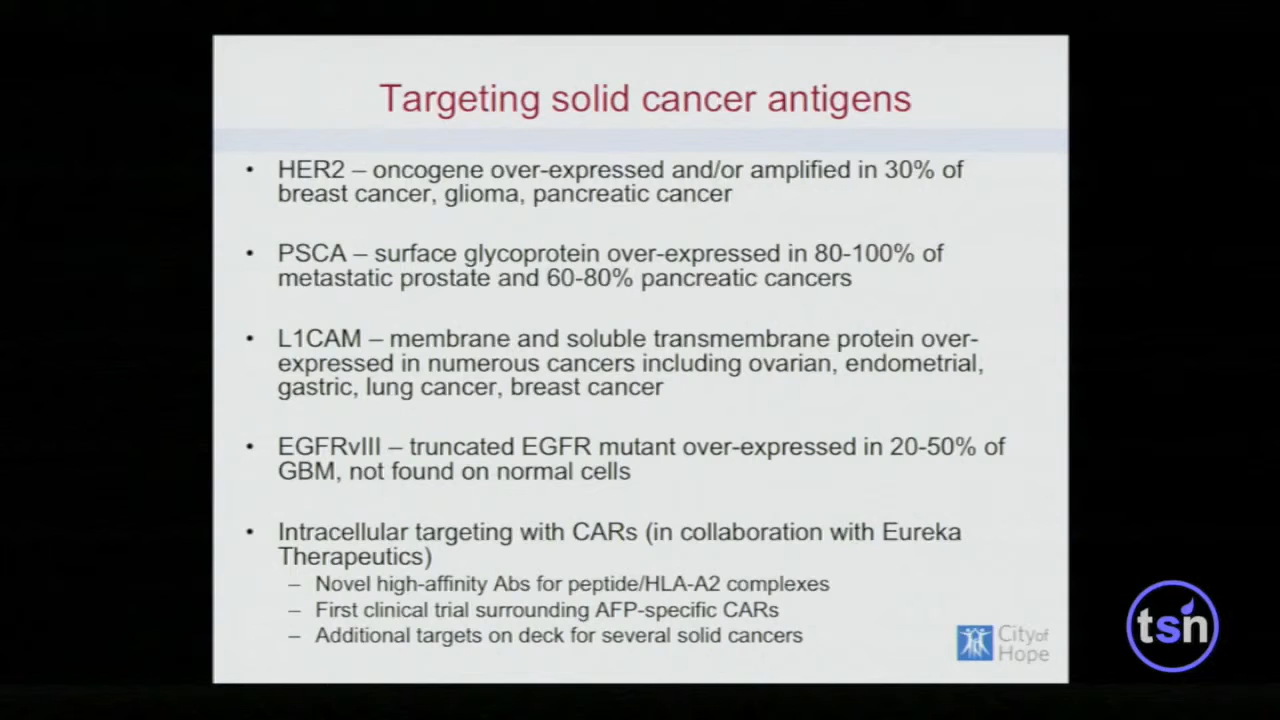 Targeting solid cancer antigens
• HER2 – oncogene over-expressed and/or amplified in 30% of
breast cancer, glioma, pancreatic cancer
• PSCA – surface glycoprotein over-expressed in 80-100% of
metastatic prostate and 60-80% pancreatic cancers
• L1CAM – membrane and soluble transmembrane protein over-
expressed in numerous cancers including ovarian, endometrial,
gastric, lung cancer, breast cancer
• EGFRvIII – truncated EGFR mutant over-expressed in 20-50% of
GBM, not found on normal cells
• Intracellular targeting with CARs (in collaboration with Eureka
Therapeutics)
– Novel high-affinity Abs for peptide/HLA-A2 complexes
– First clinical trial surrounding AFP-specific CARs
– Additional targets on deck for several solid cancers
City of
Hope
tsn